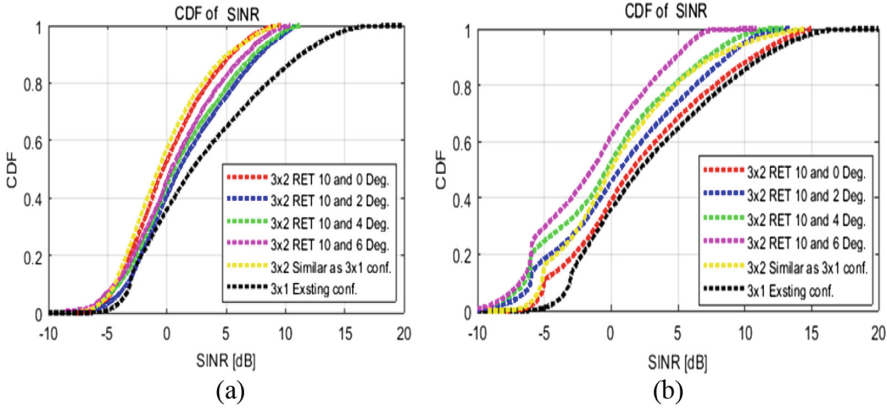 CDF of SINR
1
0.8
0.6
0.4
0.2
0
CDF
3x2 RET 10 and 0 Deg.
3x2 RET 10 and 2 Deg.
3x2 RET 10 and 4 Deg.
3x2 RET 10 and 6 Deg.
3x2 Similar as 3x1 conf.
3x1 Exsting conf.
-10 -5 0 5 10 15 20
SINR [dB]
(a)
CDF of SINR
1
0.8
0.6
0.4
0.2
0
CDF
3x2 RET 10 and 0 Deg.
3x2 RET 10 and 2 Deg.
3x2 RET 10 and 4 Deg.
3x2 RET 10 and 6 Deg.
3x2 Similar as 3x1 conf.
3x1 Exsting conf.
-10 -5 0 5 10 15 20
SINR [dB]
(b)